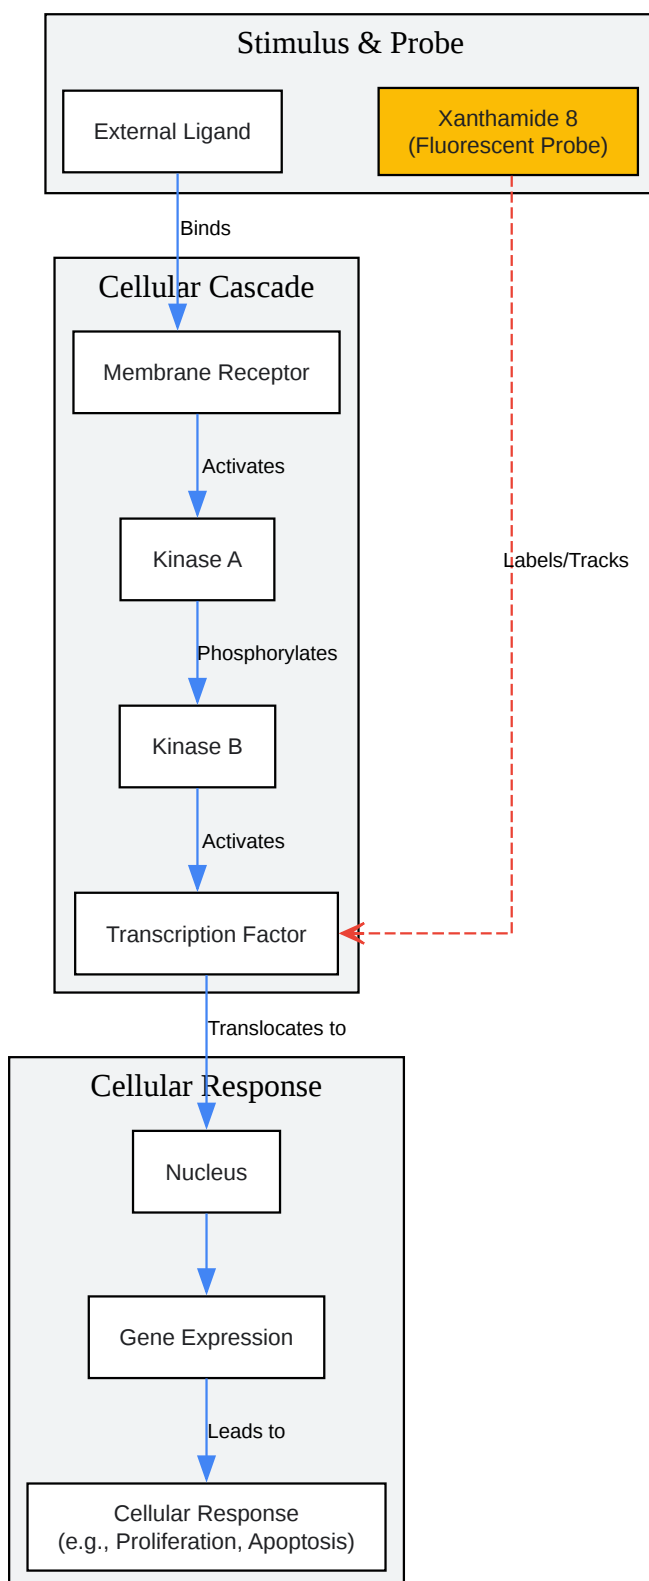 Stimulus & Probe
External Ligand
Xanthamide 8
(Fluorescent Probe)
Binds
Cellular Cascade
Membrane Receptor
Activates
Kinase A
Labels/Tracks
Phosphorylates
Kinase B
Activates
Transcription Factor
Translocates to
Cellular Response
Nucleus
Gene Expression
Leads to
Cellular Response
(e.g., Proliferation, Apoptosis)